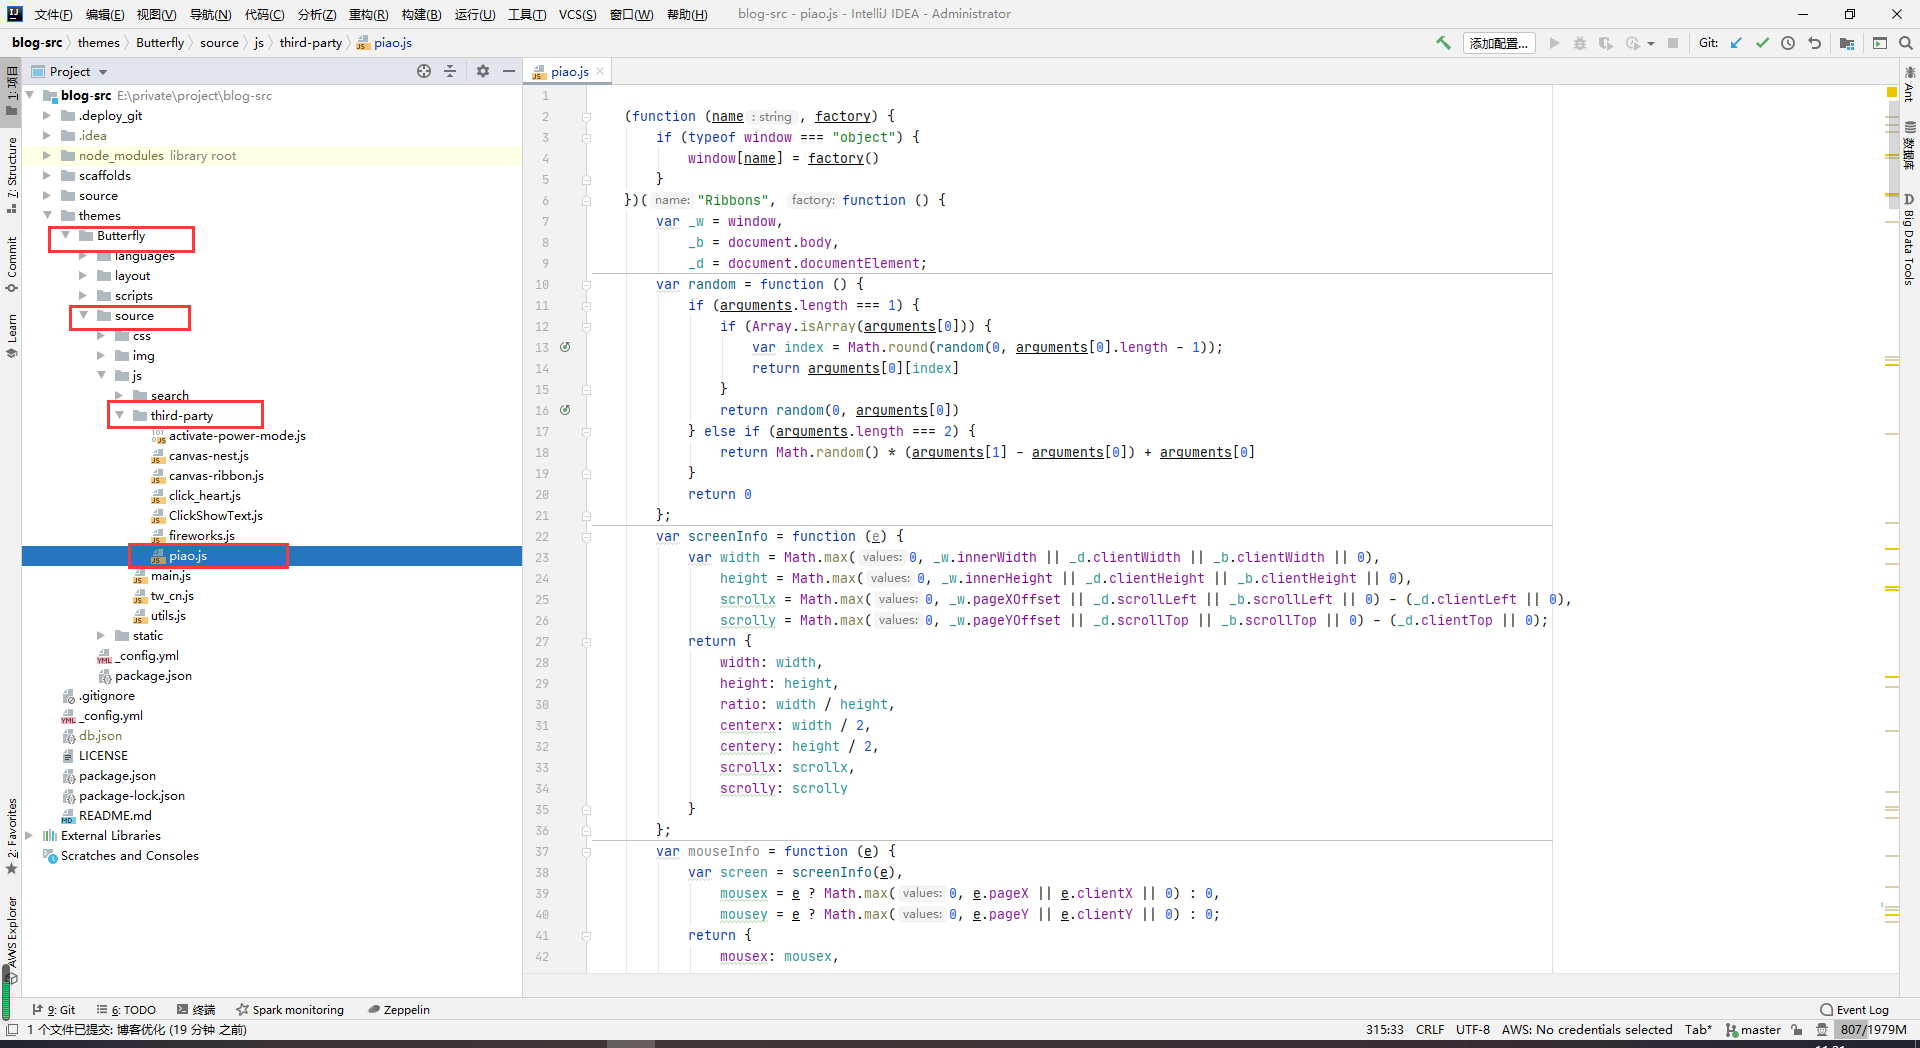 文件(F) 编辑(E) 视图(V) 导航(N) 代码(C) 分析(Z) 重构(R) 构建(B) 运行(U) 工具(T) VCS(S) 窗口(W) 帮助(H) blog-src - piao.js - IntelliJ IDEA - Administrator
blog-src themes Butterfly source js third-party piao.js
添加配置... Git:
Project
piao.js
1: 项目
7: Structure
Commit
Learn
2: Favorites
AWS Explorer
blog-src E:\private\project\blog-src
.deploy_git
.idea
node_modules library root
scaffolds
source
themes
Butterfly
languages
layout
scripts
source
css
img
js
search
third-party
activate-power-mode.js
canvas-nest.js
canvas-ribbon.js
click_heart.js
ClickShowText.js
fireworks.js
piao.js
main.js
tw_cn.js
utils.js
static
_config.yml
package.json
.gitignore
_config.yml
db.json
LICENSE
package.json
package-lock.json
README.md
External Libraries
Scratches and Consoles
1
2 (function (name : string , factory) {
3 if (typeof window === "object") {
4 window[name] = factory()
5 }
6 })( name: "Ribbons", factory: function () {
7 var _w = window,
8 _b = document.body,
9 _d = document.documentElement;
10 var random = function () {
11 if (arguments.length === 1) {
12 if (Array.isArray(arguments[0])) {
13 var index = Math.round(random(0, arguments[0].length - 1));
14 return arguments[0][index]
15 }
16 return random(0, arguments[0])
17 } else if (arguments.length === 2) {
18 return Math.random() * (arguments[1] - arguments[0]) + arguments[0]
19 }
20 return 0
21 };
22 var screenInfo = function (e) {
23 var width = Math.max( values: 0, _w.innerWidth || _d.clientWidth || _b.clientWidth || 0),
24 height = Math.max( values: 0, _w.innerHeight || _d.clientHeight || _b.clientHeight || 0),
25 scrollx = Math.max( values: 0, _w.pageXOffset || _d.scrollLeft || _b.scrollLeft || 0) - (_d.clientLeft || 0),
26 scrolly = Math.max( values: 0, _w.pageYOffset || _d.scrollTop || _b.scrollTop || 0) - (_d.clientTop || 0);
27 return {
28 width: width,
29 height: height,
30 ratio: width / height,
31 centerx: width / 2,
32 centery: height / 2,
33 scrollx: scrollx,
34 scrolly: scrolly
35 }
36 };
37 var mouseInfo = function (e) {
38 var screen = screenInfo(e),
39 mousex = e ? Math.max( values: 0, e.pageX || e.clientX || 0) : 0,
40 mousey = e ? Math.max( values: 0, e.pageY || e.clientY || 0) : 0;
41 return {
42 mousex: mousex,
Ant
数据库
D Big Data Tools
9: Git 6: TODO 终端 Spark monitoring Zeppelin Event Log
1 个文件已提交: 博客优化 (19 分钟 之前) 315:33 CRLF UTF-8 AWS: No credentials selected Tab* master 807/1979M